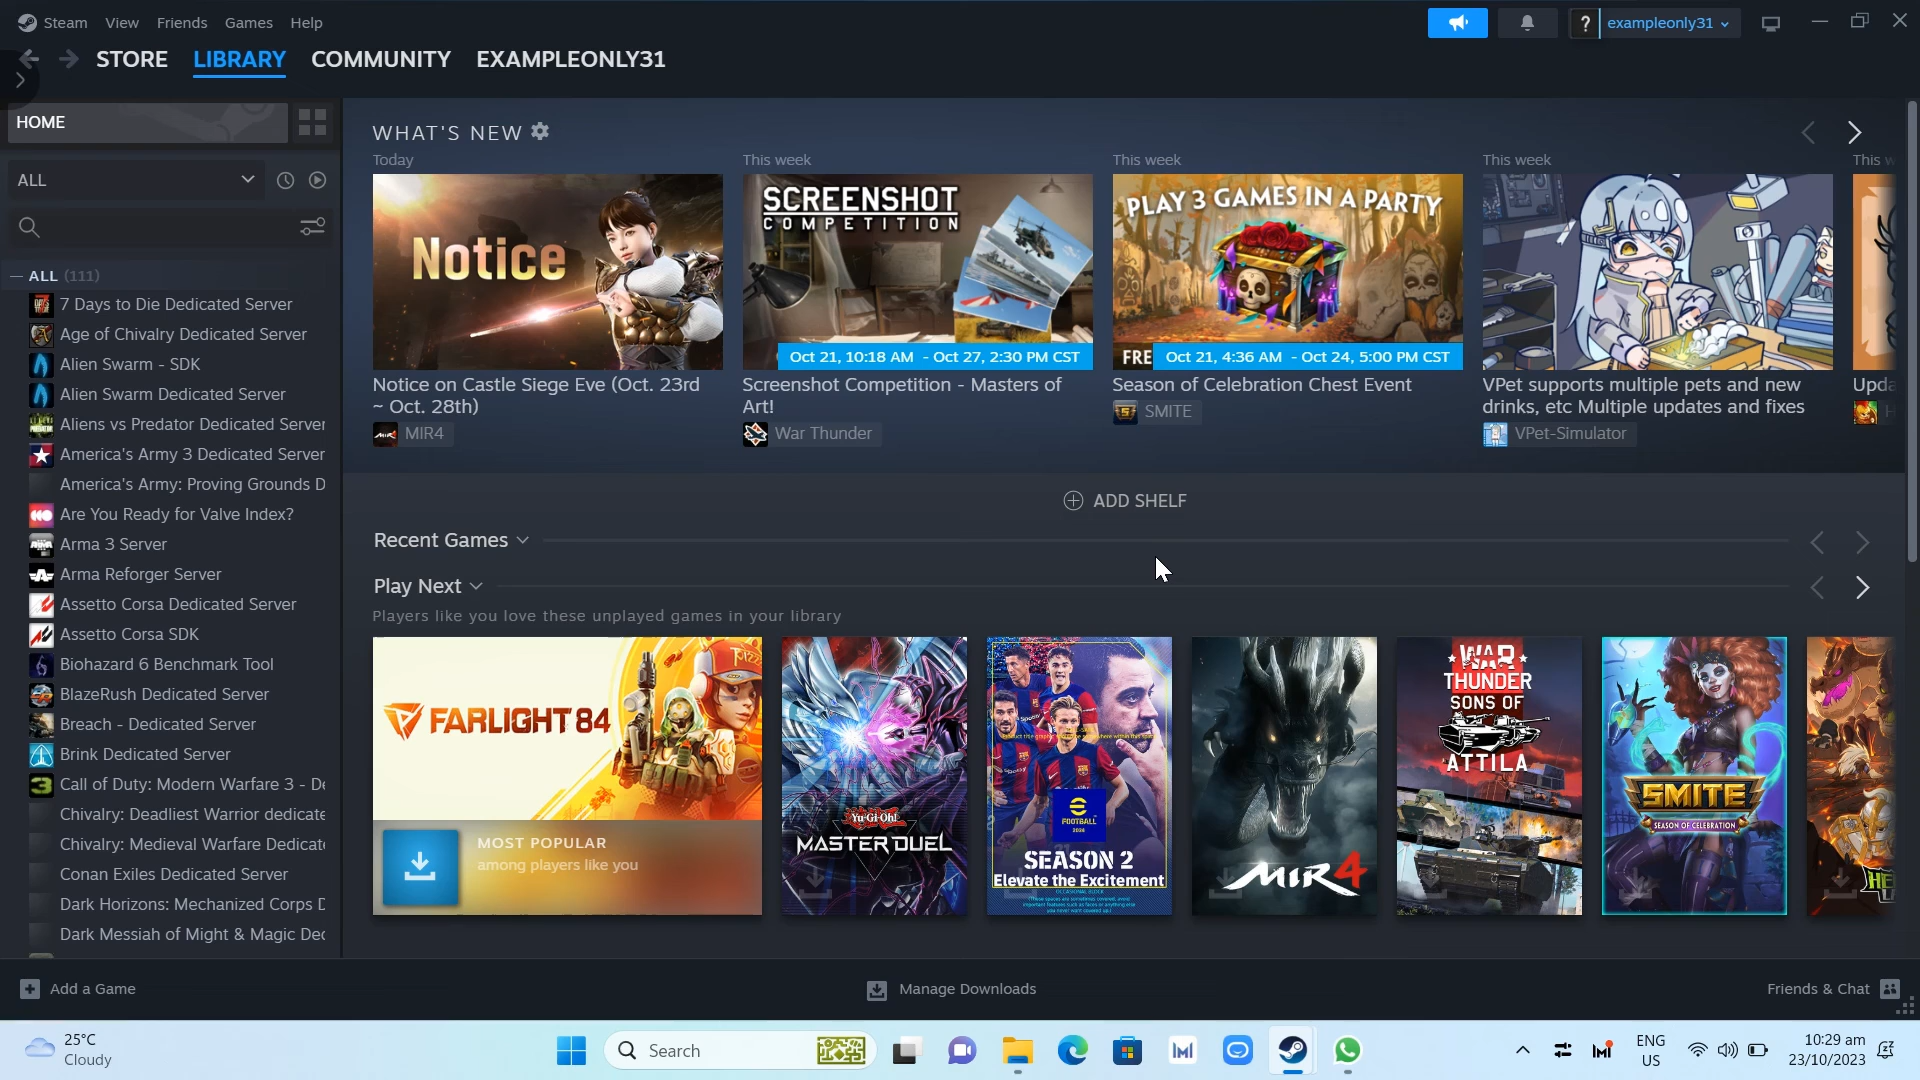 Steam View Friends Games Help
? exampleonly31
STORE LIBRARY COMMUNITY EXAMPLEONLY31
HOME
ALL
ALL (111)
7 Days to Die Dedicated Server
Age of Chivalry Dedicated Server
Alien Swarm - SDK
Alien Swarm Dedicated Server
Aliens vs Predator Dedicated Server
America's Army 3 Dedicated Server
America's Army: Proving Grounds D
Are You Ready for Valve Index?
Arma 3 Server
Arma Reforger Server
Assetto Corsa Dedicated Server
Assetto Corsa SDK
Biohazard 6 Benchmark Tool
BlazeRush Dedicated Server
Breach - Dedicated Server
Brink Dedicated Server
Call of Duty: Modern Warfare 3 - De
Chivalry: Deadliest Warrior dedicate
Chivalry: Medieval Warfare Dedicat
Conan Exiles Dedicated Server
Dark Horizons: Mechanized Corps D
Dark Messiah of Might & Magic Dec
WHAT'S NEW
Today
Notice
Notice on Castle Siege Eve (Oct. 23rd
~ Oct. 28th)
MIR4
This week
SCREENSHOT
COMPETITION
Oct 21, 10:18 AM - Oct 27, 2:30 PM CST
Screenshot Competition - Masters of
Art!
War Thunder
This week
PLAY 3 GAMES IN A PARTY
FREE
Oct 21, 4:36 AM - Oct 24, 5:00 PM CST
Season of Celebration Chest Event
SMITE
This week
VPet supports multiple pets and new
drinks, etc Multiple updates and fixes
VPet-Simulator
This w
Upda
H
ADD SHELF
Recent Games
Play Next
Players like you love these unplayed games in your library
FARLIGHT 84
MOST POPULAR
among players like you
Yu-Gi-Oh!
MASTER DUEL
E
FOOTBALL
2024
SEASON 2
Elevate the Excitement
MIR4
WAR
THUNDER
SONS OF
ATTILA
SMITE
SEASON OF CELEBRATION
HE
Add a Game
Manage Downloads
Friends & Chat
25°C
Cloudy
Search
ENG
US
10:29 am
23/10/2023